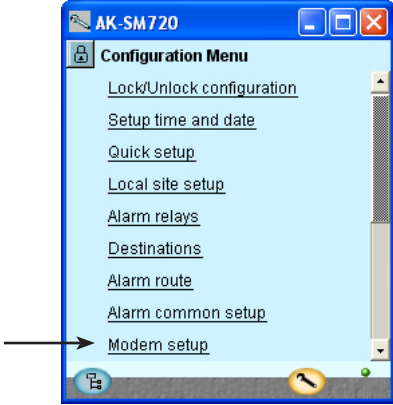 AK-SM720
Configuration Menu
Lock/Unlock configuration
Setup time and date
Quick setup
Local site setup
Alarm relays
Destinations
Alarm route
Alarm common setup
Modem setup